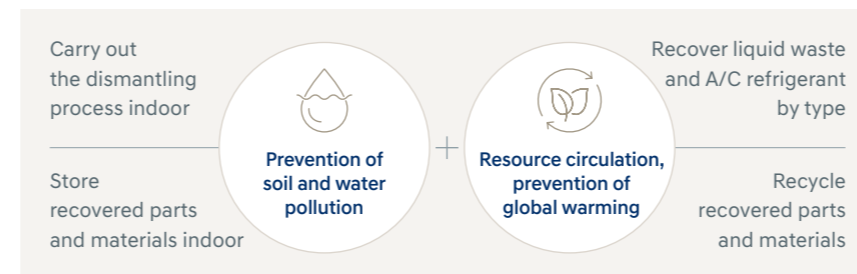 Carry out
the dismantling
process indoor
Store
recovered parts
and materials indoor
Prevention of
soil and water
pollution
+
Resource circulation,
prevention of
global warming
Recover liquid waste
and A/C refrigerant
by type
Recycle
recovered parts
and materials